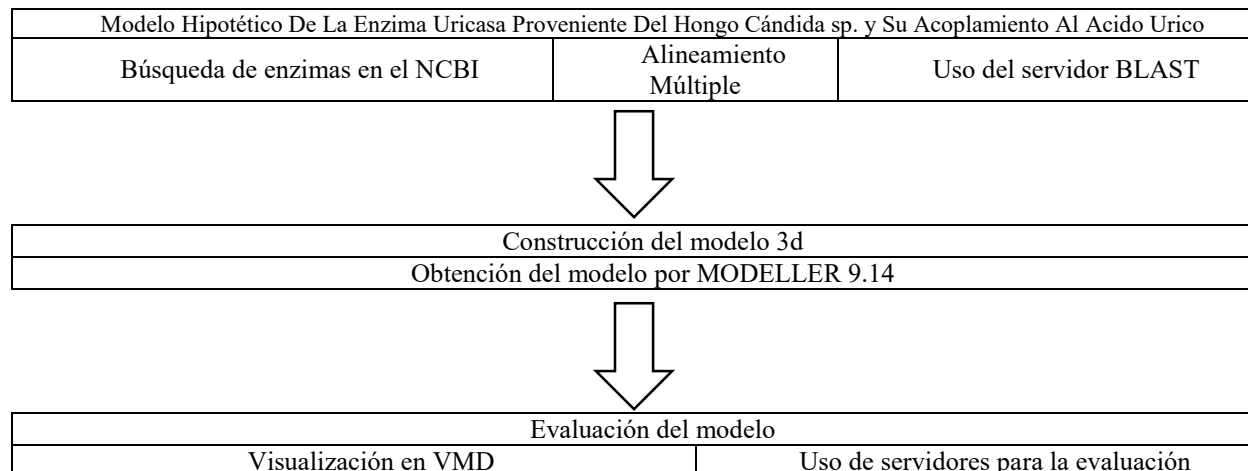 Modelo Hipotético De La Enzima Uricasa Proveniente Del Hongo Cándida sp. y Su Acoplamiento Al Acido Urico
Búsqueda de enzimas en el NCBI
Alineamiento
Múltiple
Uso del servidor BLAST
Construcción del modelo 3d
Obtención del modelo por MODELLER 9.14
Evaluación del modelo
Visualización en VMD
Uso de servidores para la evaluación